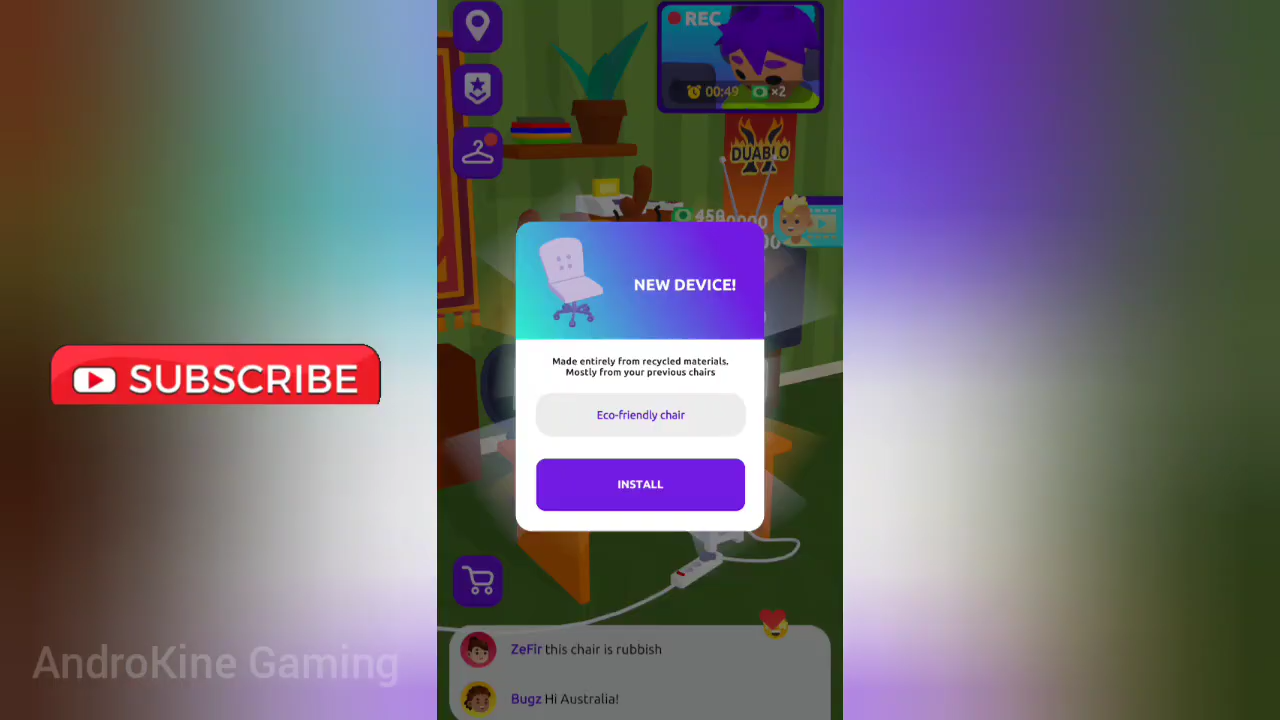 REC
00:49
×2
DUABLO
458
NEW DEVICE!
Made entirely from recycled materials.
Mostly from your previous chairs
Eco-friendly chair
INSTALL
SUBSCRIBE
AndroKine Gaming
ZeFir this chair is rubbish
Bugz Hi Australia!